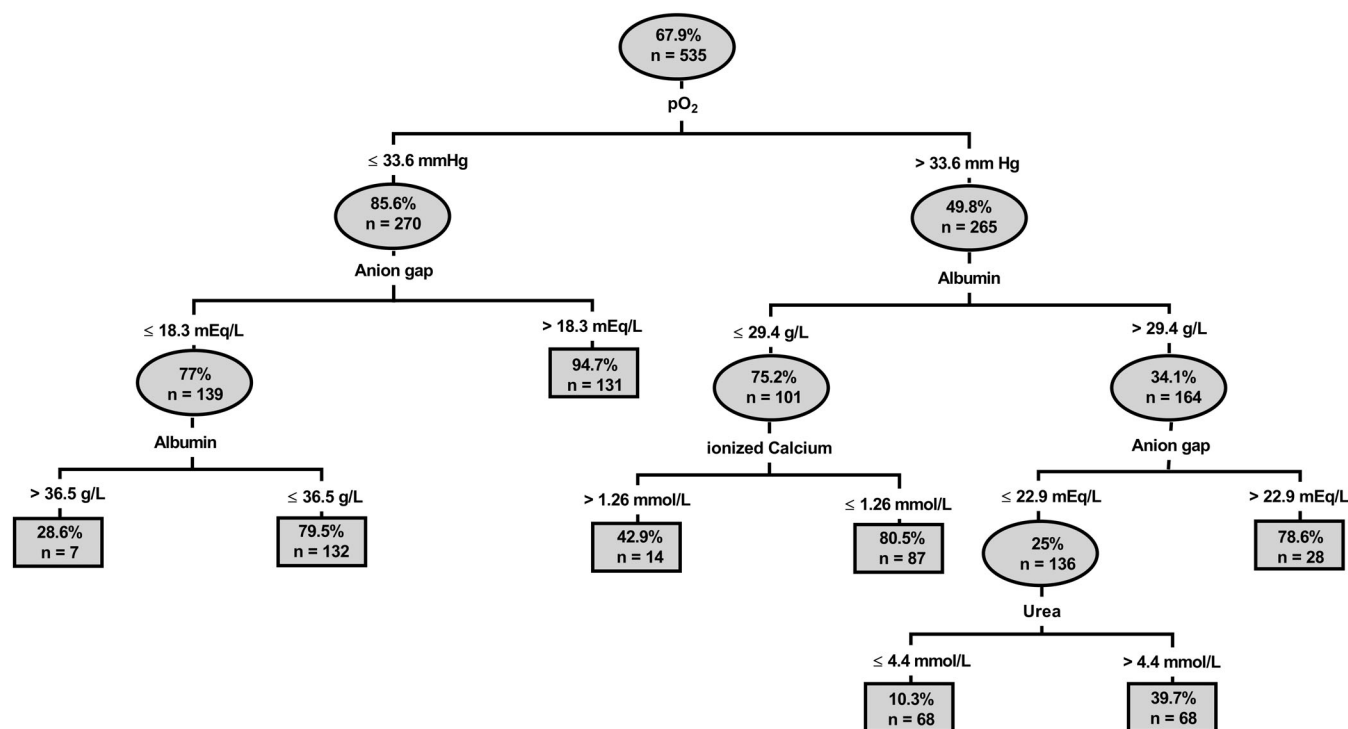 67.9%
n = 535
pO₂
≤ 33.6 mmHg
> 33.6 mm Hg
85.6%
n = 270
49.8%
n = 265
Anion gap
Albumin
≤ 18.3 mEq/L
> 18.3 mEq/L
≤ 29.4 g/L
> 29.4 g/L
77%
n = 139
94.7%
n = 131
75.2%
n = 101
34.1%
n = 164
Albumin
ionized Calcium
Anion gap
> 36.5 g/L
≤ 36.5 g/L
> 1.26 mmol/L
≤ 1.26 mmol/L
≤ 22.9 mEq/L
> 22.9 mEq/L
28.6%
n = 7
79.5%
n = 132
42.9%
n = 14
80.5%
n = 87
25%
n = 136
78.6%
n = 28
Urea
≤ 4.4 mmol/L
> 4.4 mmol/L
10.3%
n = 68
39.7%
n = 68